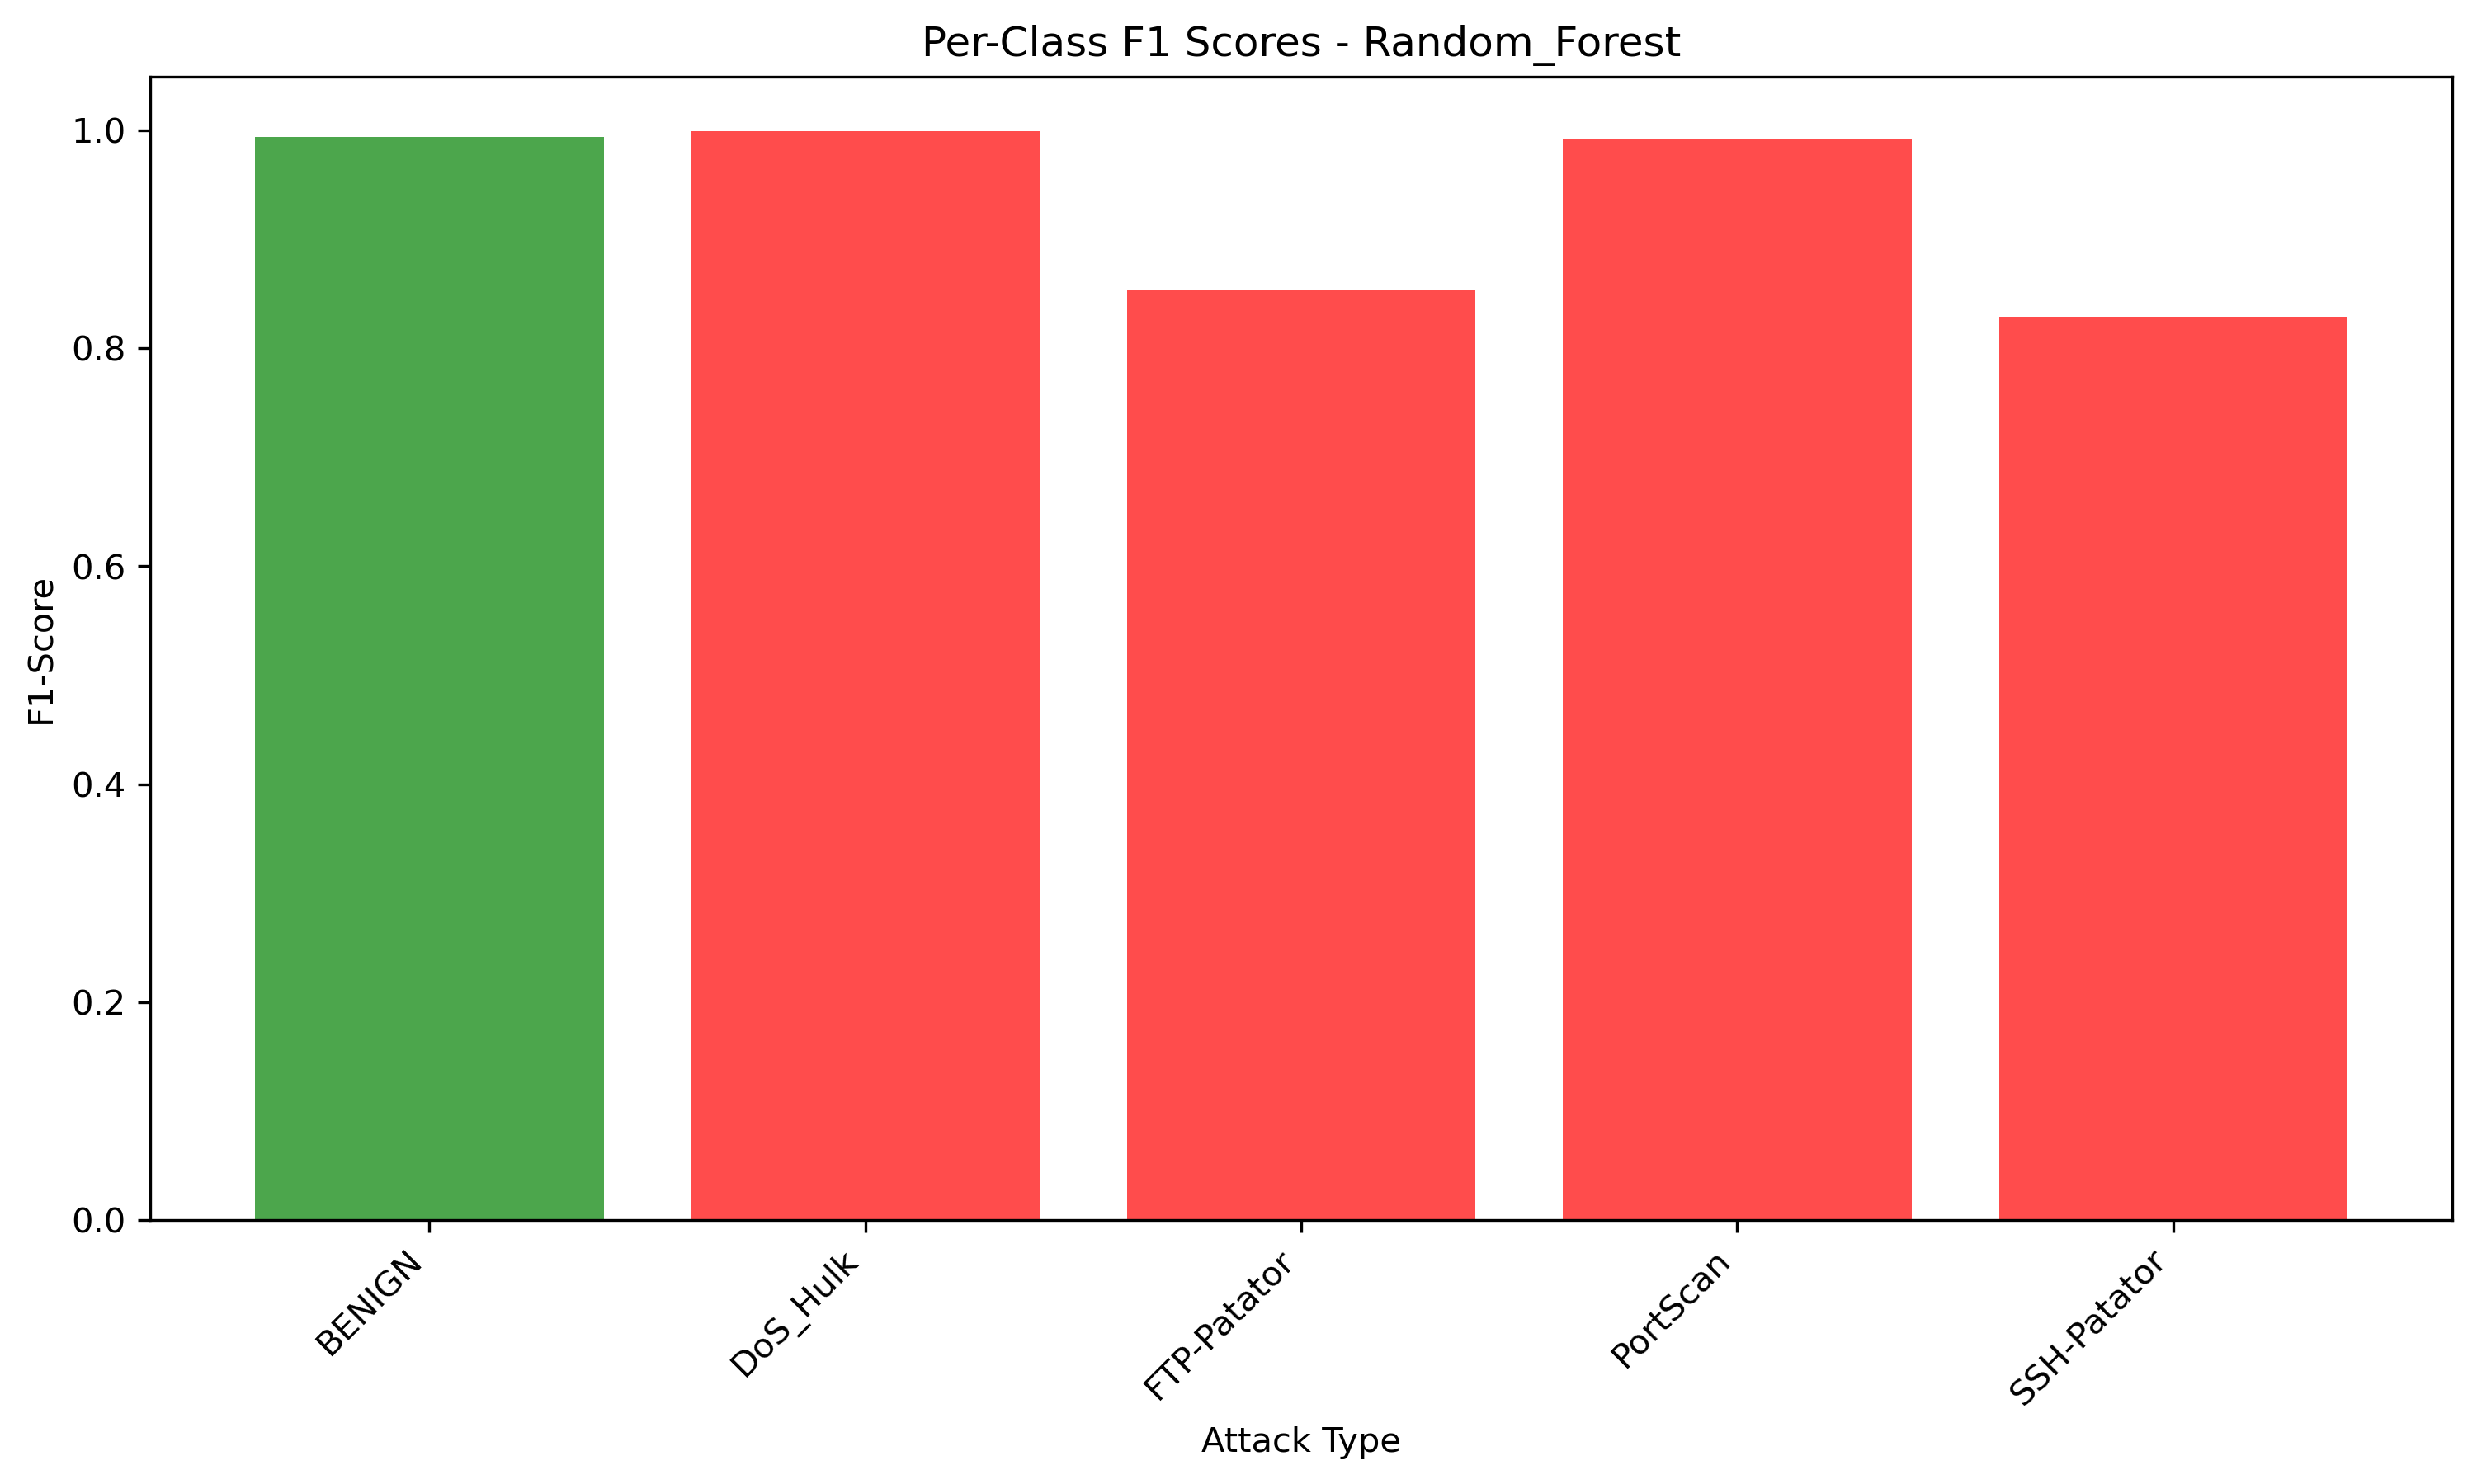 Per-Class F1 Scores - Random_Forest
1.0
0.8
0.6
0.4
0.2
0.0
F1-Score
BENIGN
DoS_Hulk
FTP-Patator
PortScan
SSH-Patator
Attack Type